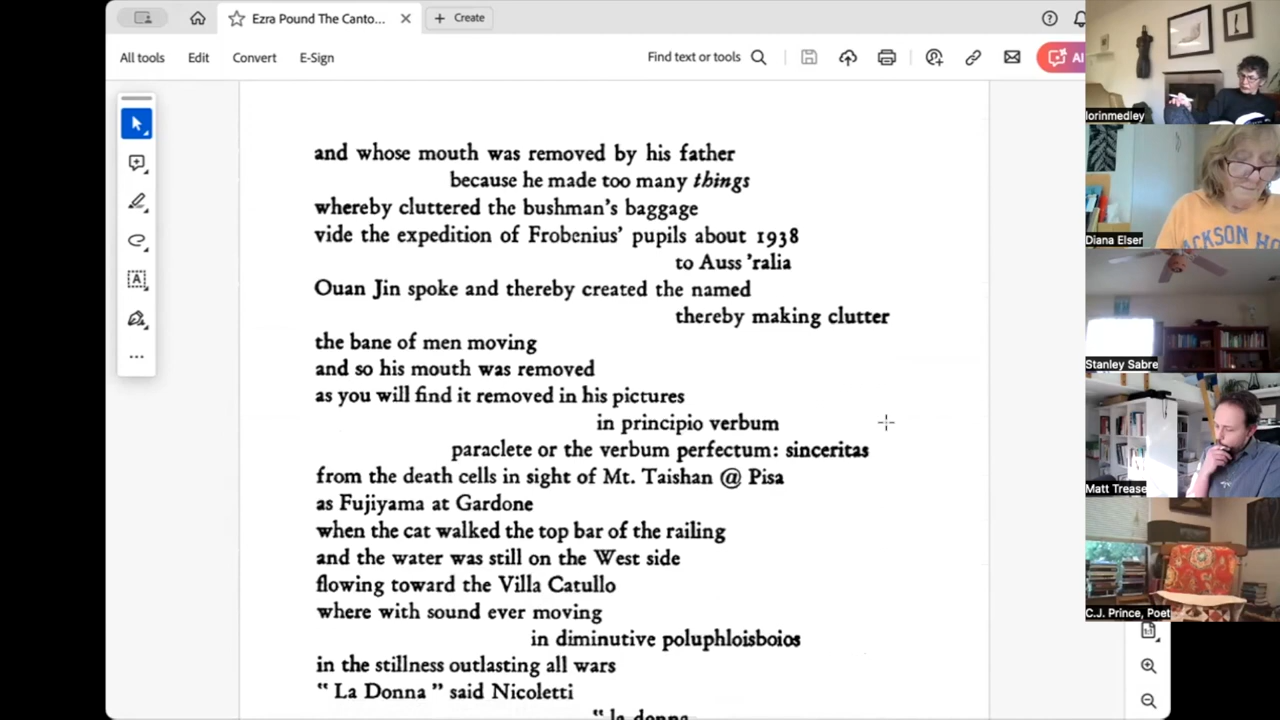 Ezra Pound The Canto...
Create
All tools
Edit
Convert
E-Sign
Find text or tools
AI
and whose mouth was removed by his father
because he made too many things
whereby cluttered the bushman's baggage
vide the expedition of Frobenius' pupils about 1938
to Auss 'ralia
Ouan Jin spoke and thereby created the named
thereby making clutter
the bane of men moving
and so his mouth was removed
as you will find it removed in his pictures
in principio verbum
paraclete or the verbum perfectum: sinceritas
from the death cells in sight of Mt. Taishan @ Pisa
as Fujiyama at Gardone
when the cat walked the top bar of the railing
and the water was still on the West side
flowing toward the Villa Catullo
where with sound ever moving
in diminutive poluphloisboios
in the stillness outlasting all wars
“ La Donna ” said Nicoletti
“ la donna
lorinmedley
Diana Elser
JACKSON HO
Stanley Sabre
Matt Trease
C.J. Prince, Poet
1:1